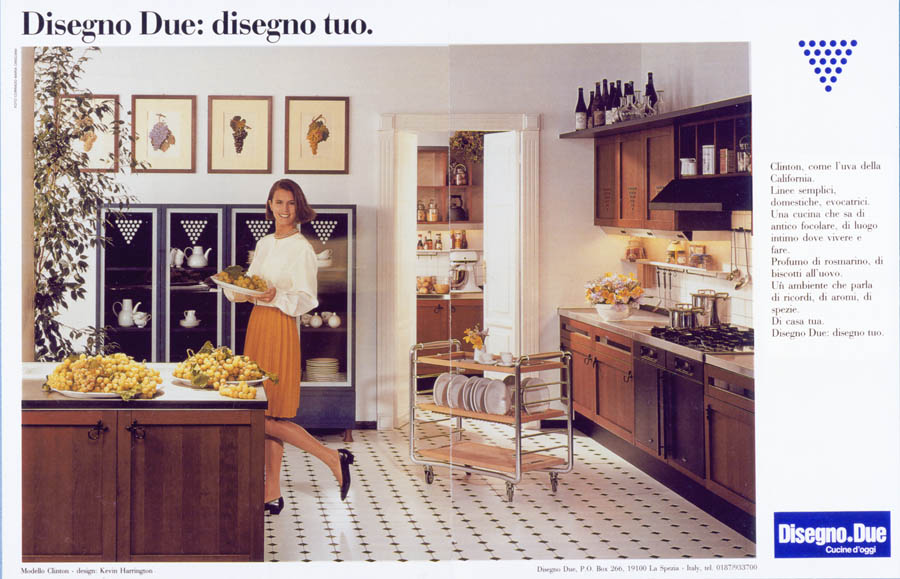 Disegno Due: disegno tuo.
Clinton, come l'uva della
California.
Linee semplici,
domestiche, evocatrici.
Una cucina che sa di
antico focolare, di luogo
intimo dove vivere e
fare.
Profumo di rosmarino, di
biscotti all'uovo.
Un ambiente che parla
di ricordi, di aromi, di
spezie.
Di casa tua.
Disegno Due: disegno tuo.
Disegno.Due
Cucine d'oggi
Modello Clinton - design: Kevin Harrington
Disegno Due, P.O. Box 266, 19100 La Spezia - Italy, tel. 0187/933700